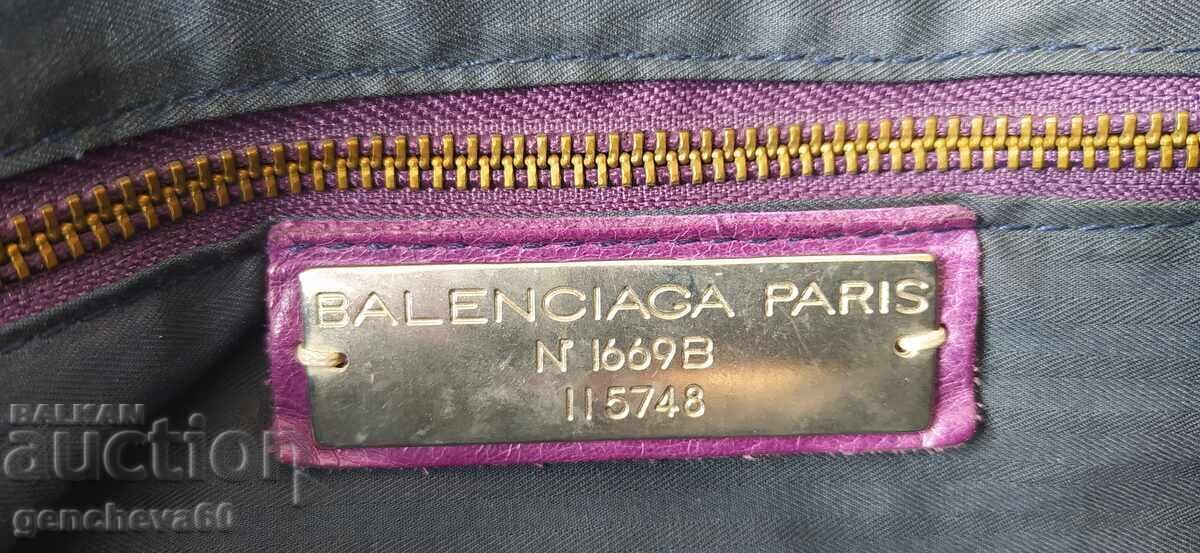 BALENCIAGA PARIS
N° 1669B
115748
BALKAN
auction
gencheva60